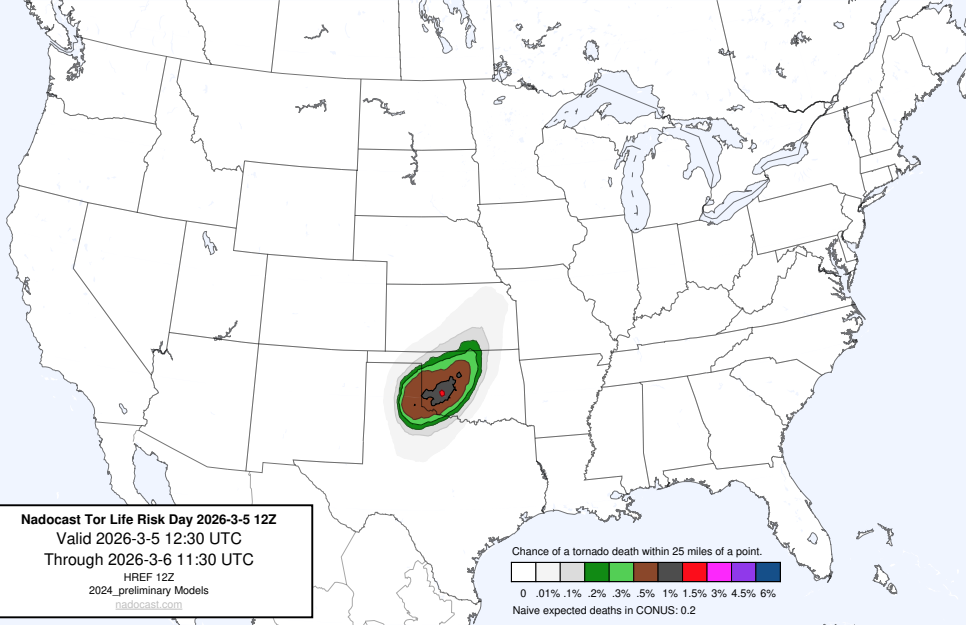 Nadocast Tor Life Risk Day 2026-3-5 12Z
Valid 2026-3-5 12:30 UTC
Through 2026-3-6 11:30 UTC
HREF 12Z
2024_preliminary Models
nadocast.com
Chance of a tornado death within 25 miles of a point.
0 .01% .1% .2% .3% .5% 1% 1.5% 3% 4.5% 6%
Naive expected deaths in CONUS: 0.2